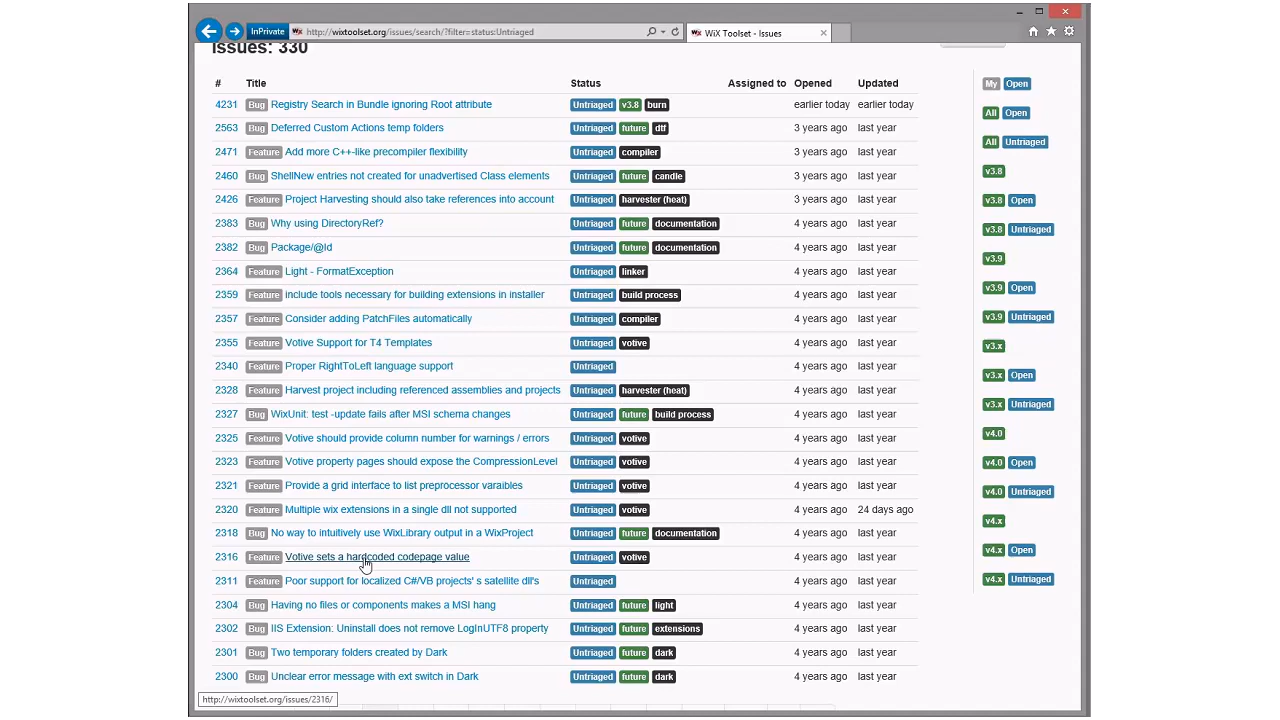 InPrivate http://wixtoolset.org/issues/search/?filter=status:Untriaged WiX Toolset - Issues
Issues: 330
# Title Status Assigned to Opened Updated
4231 Bug Registry Search in Bundle ignoring Root attribute Untriaged v3.8 burn earlier today earlier today
2563 Bug Deferred Custom Actions temp folders Untriaged future dtf 3 years ago last year
2471 Feature Add more C++-like precompiler flexibility Untriaged compiler 3 years ago last year
2460 Bug ShellNew entries not created for unadvertised Class elements Untriaged future candle 3 years ago last year
2426 Feature Project Harvesting should also take references into account Untriaged harvester (heat) 3 years ago last year
2383 Bug Why using DirectoryRef? Untriaged future documentation 4 years ago last year
2382 Bug Package/@Id Untriaged future documentation 4 years ago last year
2364 Feature Light - FormatException Untriaged linker 4 years ago last year
2359 Feature include tools necessary for building extensions in installer Untriaged build process 4 years ago last year
2357 Feature Consider adding PatchFiles automatically Untriaged compiler 4 years ago last year
2355 Feature Votive Support for T4 Templates Untriaged votive 4 years ago last year
2340 Feature Proper RightToLeft language support Untriaged 4 years ago last year
2328 Feature Harvest project including referenced assemblies and projects Untriaged harvester (heat) 4 years ago last year
2327 Bug WixUnit: test -update fails after MSI schema changes Untriaged future build process 4 years ago last year
2325 Feature Votive should provide column number for warnings / errors Untriaged votive 4 years ago last year
2323 Feature Votive property pages should expose the CompressionLevel Untriaged votive 4 years ago last year
2321 Feature Provide a grid interface to list preprocessor varaibles Untriaged votive 4 years ago last year
2320 Feature Multiple wix extensions in a single dll not supported Untriaged votive 4 years ago 24 days ago
2318 Bug No way to intuitively use WixLibrary output in a WixProject Untriaged future documentation 4 years ago last year
2316 Feature Votive sets a hardcoded codepage value Untriaged votive 4 years ago last year
2311 Feature Poor support for localized C#/VB projects' s satellite dll's Untriaged 4 years ago last year
2304 Bug Having no files or components makes a MSI hang Untriaged future light 4 years ago last year
2302 Bug IIS Extension: Uninstall does not remove LogInUTF8 property Untriaged future extensions 4 years ago last year
2301 Bug Two temporary folders created by Dark Untriaged future dark 4 years ago last year
2300 Bug Unclear error message with ext switch in Dark Untriaged future dark 4 years ago last year
My Open
All Open
All Untriaged
v3.8
v3.8 Open
v3.8 Untriaged
v3.9
v3.9 Open
v3.9 Untriaged
v3.x
v3.x Open
v3.x Untriaged
v4.0
v4.0 Open
v4.0 Untriaged
v4.x
v4.x Open
v4.x Untriaged
http://wixtoolset.org/issues/2316/